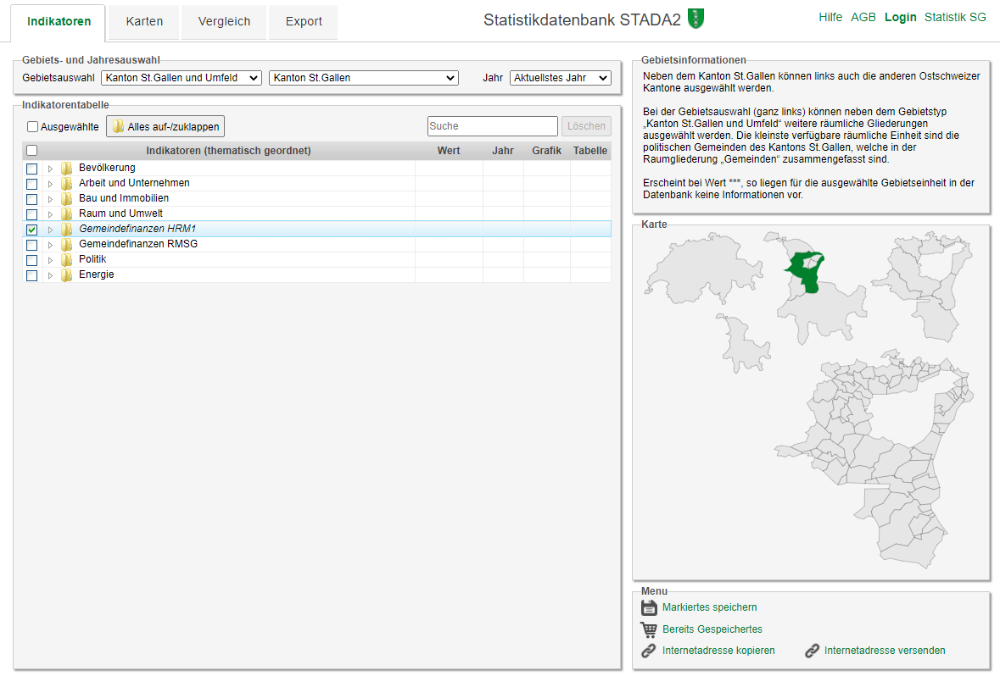 Indikatoren Karten Vergleich Export Statistikdatenbank STADA2 Hilfe AGB Login Statistik SG
Gebiets- und Jahresauswahl
Gebietsauswahl Kanton St.Gallen und Umfeld Kanton St.Gallen Jahr Aktuellstes Jahr
Indikatorentabelle
Ausgewählte Alles auf-/zuklappen Suche Löschen
Indikatoren (thematisch geordnet) Wert Jahr Grafik Tabelle
Bevölkerung
Arbeit und Unternehmen
Bau und Immobilien
Raum und Umwelt
Gemeindefinanzen HRM1
Gemeindefinanzen RMSG
Politik
Energie
Gebietsinformationen
Neben dem Kanton St.Gallen können links auch die anderen Ostschweizer
Kantone ausgewählt werden.
Bei der Gebietsauswahl (ganz links) können neben dem Gebietstyp
„Kanton St.Gallen und Umfeld" weitere räumliche Gliederungen
ausgewählt werden. Die kleinste verfügbare räumliche Einheit sind die
politischen Gemeinden des Kantons St.Gallen, welche in der
Raumgliederung „Gemeinden" zusammengefasst sind.
Erscheint bei Wert ***, so liegen für die ausgewählte Gebietseinheit in der
Datenbank keine Informationen vor.
Karte
Menu
Markiertes speichern
Bereits Gespeichertes
Internetadresse kopieren Internetadresse versenden